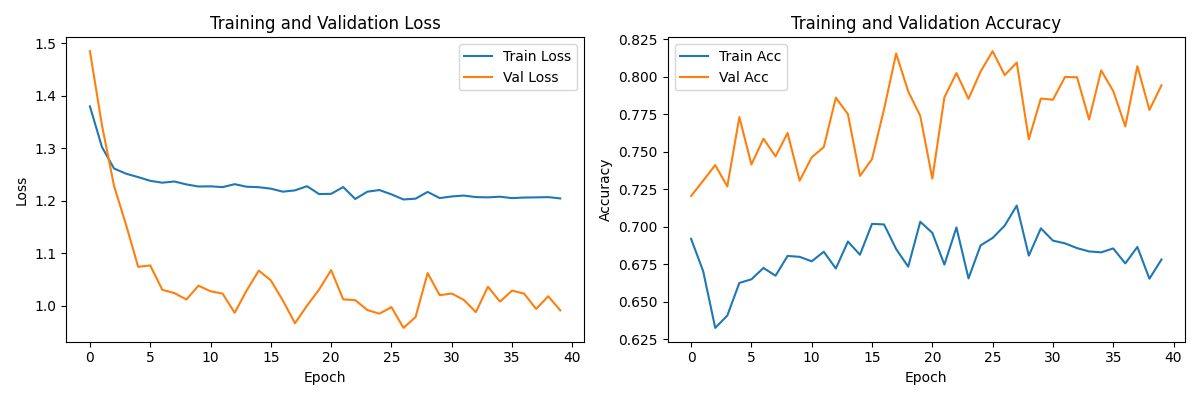 Training and Validation Loss
1.5
1.4
1.3
1.2
1.1
1.0
Loss
Train Loss
Val Loss
0 5 10 15 20 25 30 35 40
Epoch
Training and Validation Accuracy
0.825
0.800
0.775
0.750
0.725
0.700
0.675
0.650
0.625
Accuracy
Train Acc
Val Acc
0 5 10 15 20 25 30 35 40
Epoch